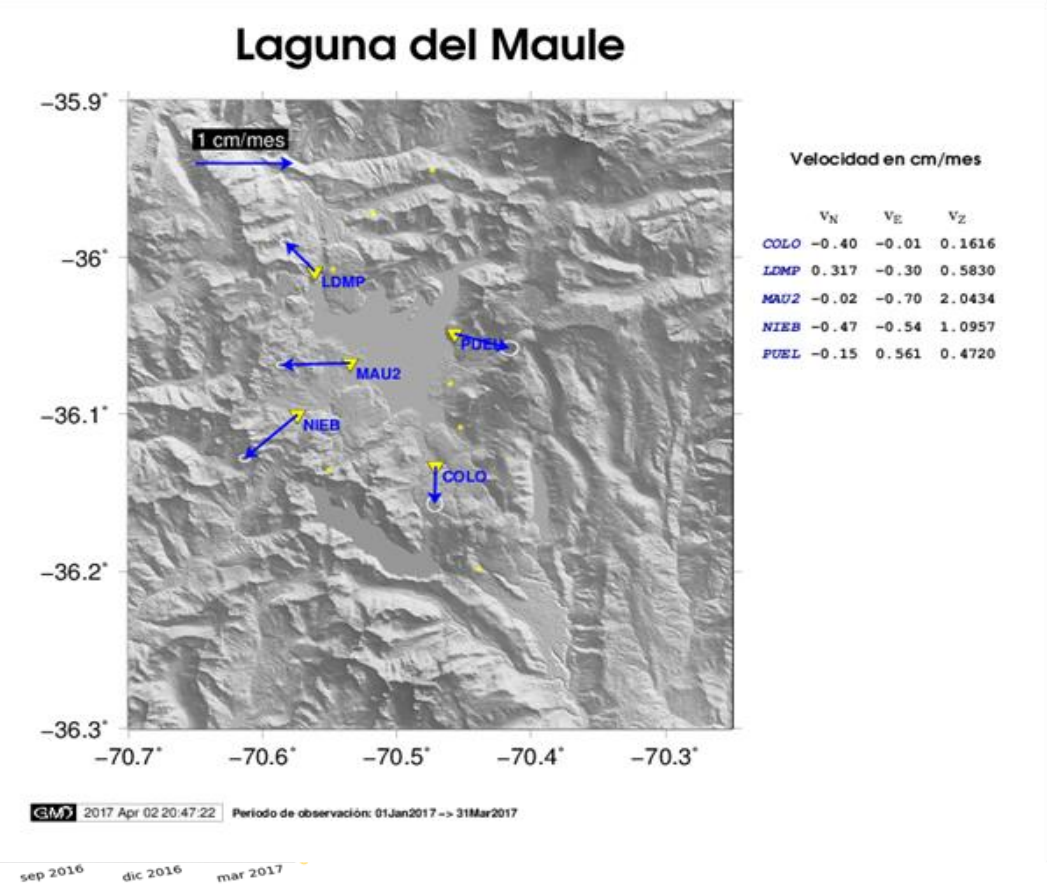 Laguna del Maule
-35.9°
1 cm/mes
Velocidad en cm/mes
VN VE VZ
COLO -0.40 -0.01 0.1616
LDMP 0.317 -0.30 0.5830
MAU2 -0.02 -0.70 2.0434
NIEB -0.47 -0.54 1.0957
PUEL -0.15 0.561 0.4720
-36°
LDMP
PUEL
MAU2
-36.1°
NIEB
COLO
-36.2°
-36.3°
-70.7° -70.6° -70.5° -70.4° -70.3°
GMT 2017 Apr 02 20:47:22 Periodo de observación: 01Jan2017 -> 31Mar2017
sep 2016 dic 2016 mar 2017